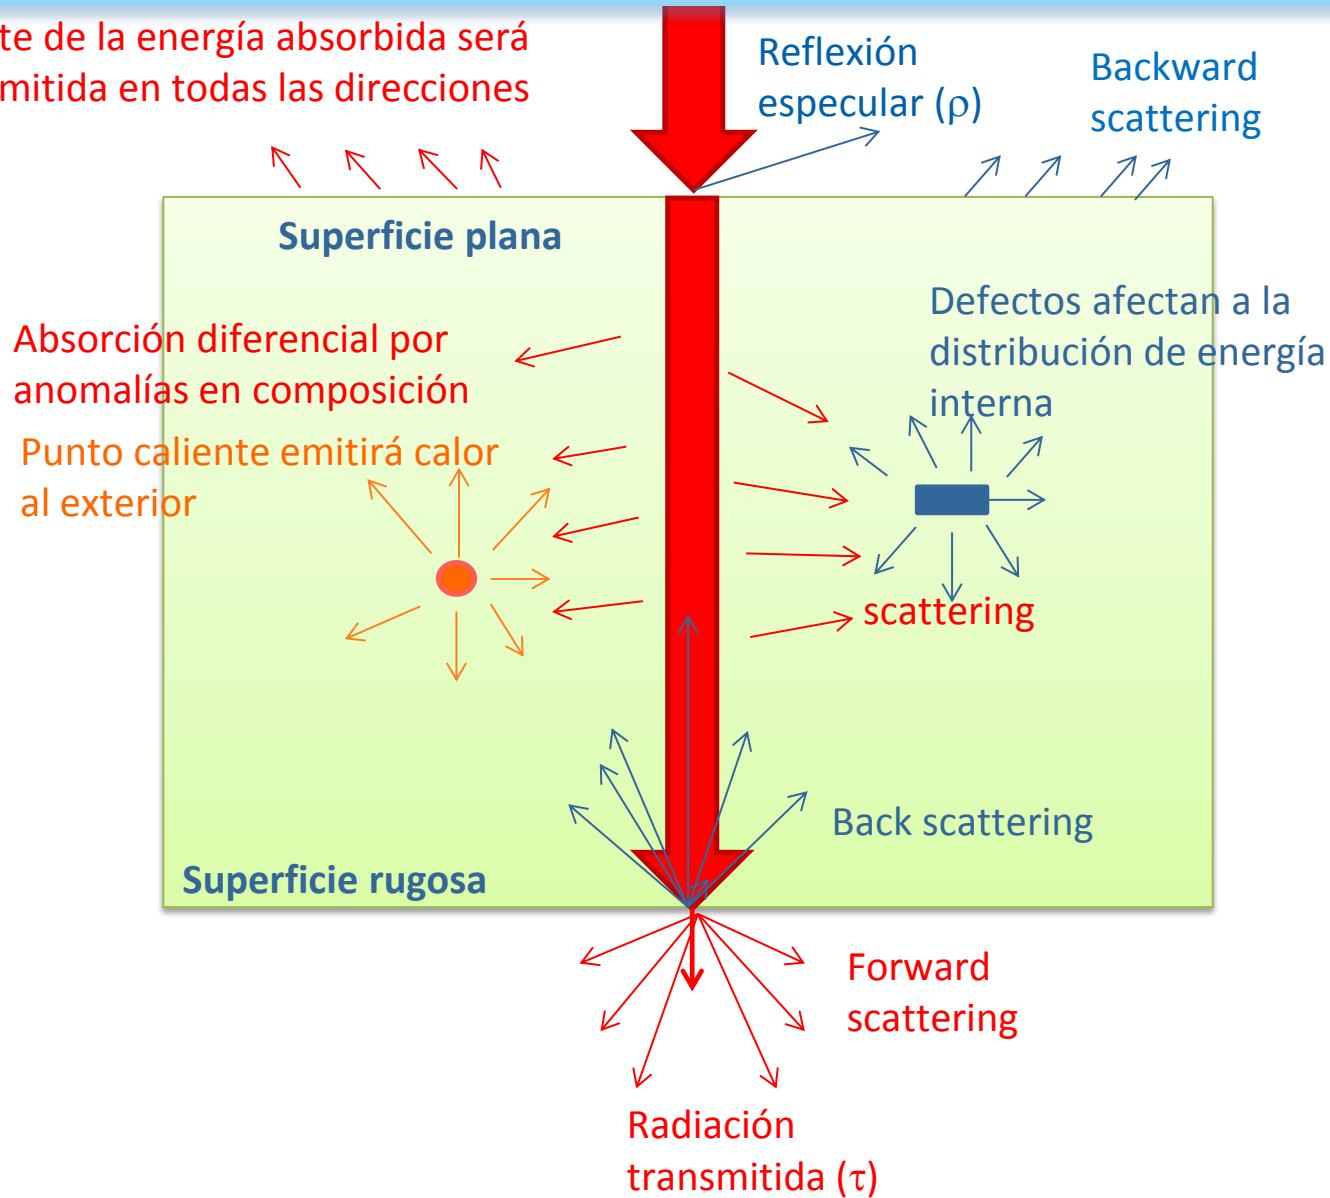 te de la energía absorbida será
mitida en todas las direcciones
Reflexión
especular (ρ)
Backward
scattering
Superficie plana
Defectos afectan a la
distribución de energía
interna
Absorción diferencial por
anomalías en composición
Punto caliente emitirá calor
al exterior
scattering
Back scattering
Superficie rugosa
Forward
scattering
Radiación
transmitida (τ)